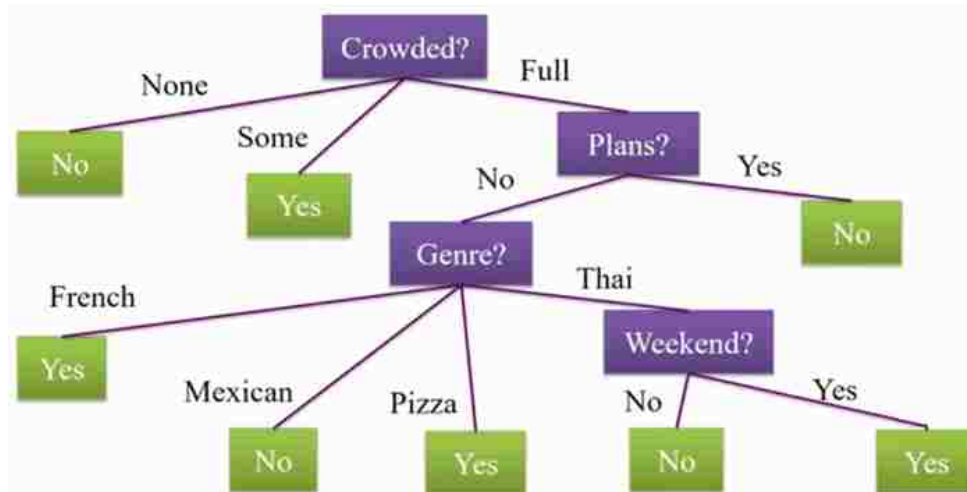 Crowded?
None
Full
No
Some
Plans?
Yes
No
Yes
No
Genre?
French
Thai
Yes
Weekend?
Mexican
Pizza
No
Yes
No
Yes
No
Yes